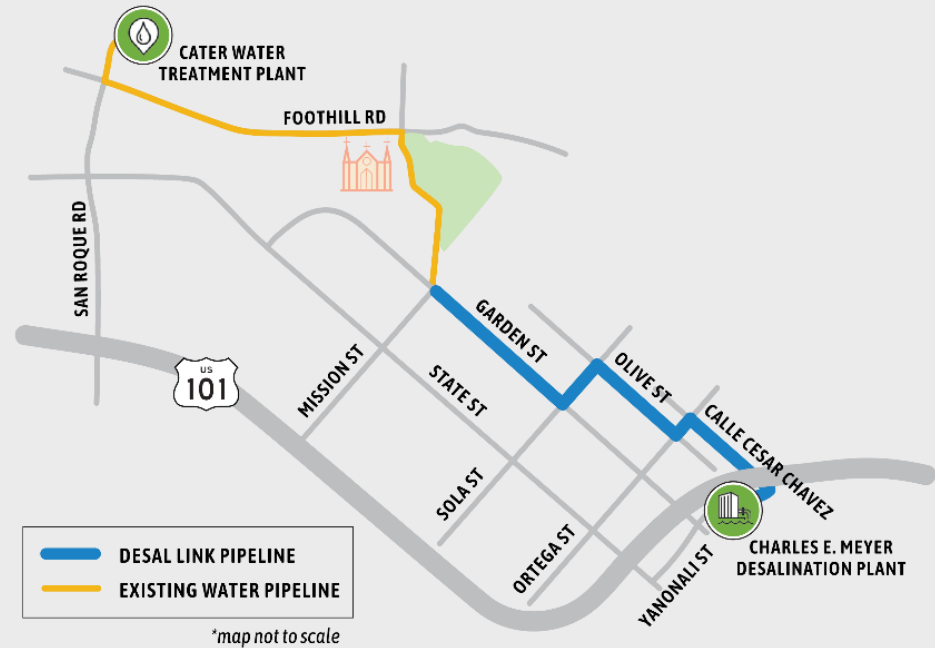 CATER WATER
TREATMENT PLANT
FOOTHILL RD
SAN ROQUE RD
US
101
MISSION ST
GARDEN ST
STATE ST
OLIVE ST
CALLE CESAR CHAVEZ
SOLA ST
ORTEGA ST
YANONALI ST
CHARLES E. MEYER
DESALINATION PLANT
DESAL LINK PIPELINE
EXISTING WATER PIPELINE
*map not to scale